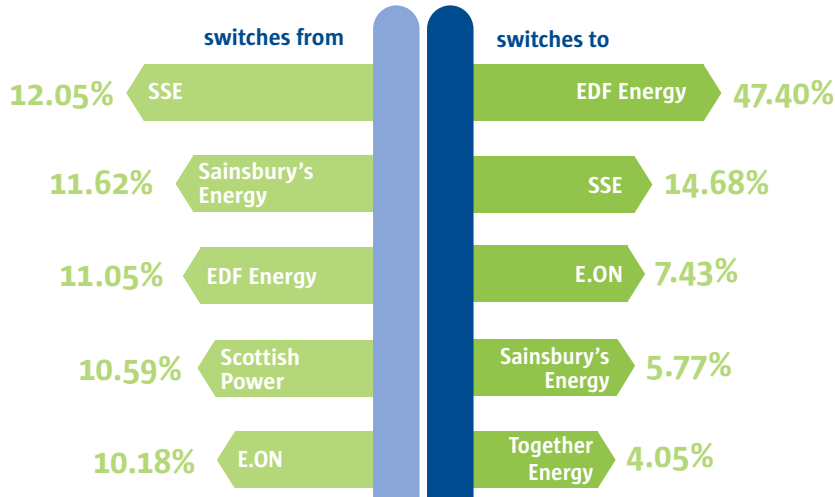 switches from
switches to
12.05%
SSE
EDF Energy
47.40%
11.62%
Sainsbury's
Energy
SSE
14.68%
11.05%
EDF Energy
E.ON
7.43%
10.59%
Scottish
Power
Sainsbury's
Energy
5.77%
10.18%
E.ON
Together
Energy
4.05%